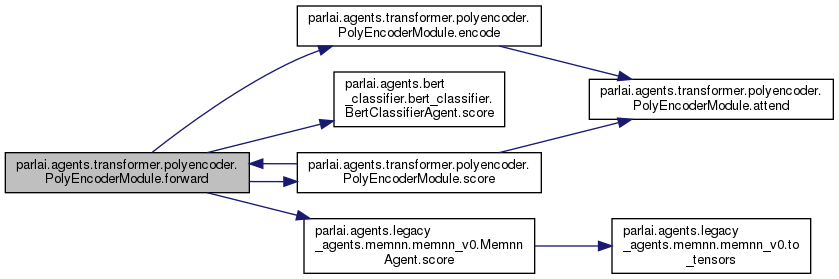 parlai.agents.transformer.polyencoder.
PolyEncoderModule.encode
parlai.agents.bert
_classifier.bert_classifier.
BertClassifierAgent.score
parlai.agents.transformer.polyencoder.
PolyEncoderModule.attend
parlai.agents.transformer.polyencoder.
PolyEncoderModule.forward
parlai.agents.transformer.polyencoder.
PolyEncoderModule.score
parlai.agents.legacy
_agents.memnn.memnn_v0.Memnn
Agent.score
parlai.agents.legacy
_agents.memnn.memnn_v0.to
_tensors